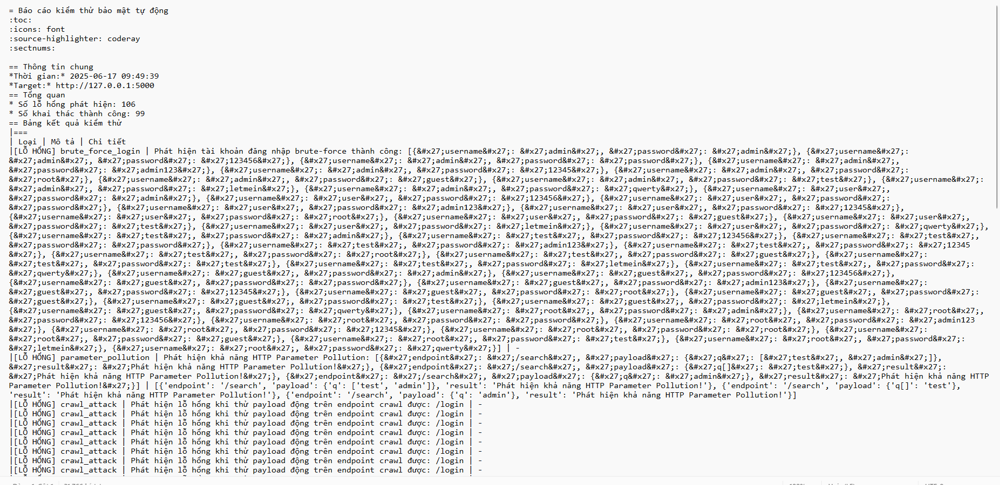 = Báo cáo kiểm thử bảo mật tự động
:toc:
:icons: font
:source-highlighter: coderay
:sectnums:
== Thông tin chung
*Thời gian:* 2025-06-17 09:49:39
*Target:* http://127.0.0.1:5000
== Tổng quan
* Số lỗ hổng phát hiện: 106
* Số khai thác thành công: 99
== Bảng kết quả kiểm thử
|===
| Loại | Mô tả | Chi tiết
|[LỖ HỔNG] brute_force_login | Phát hiện tài khoản đăng nhập brute-force thành công: [{&#x27;username&#x27;: &#x27;admin&#x27;, &#x27;password&#x27;: &#x27;admin&#x27;}, {&#x27;username&#x27;:
&#x27;admin&#x27;, &#x27;password&#x27;: &#x27;123456&#x27;}, {&#x27;username&#x27;: &#x27;admin&#x27;, &#x27;password&#x27;: &#x27;password&#x27;}, {&#x27;username&#x27;: &#x27;admin&#x27;,
&#x27;password&#x27;: &#x27;admin123&#x27;}, {&#x27;username&#x27;: &#x27;admin&#x27;, &#x27;password&#x27;: &#x27;12345&#x27;}, {&#x27;username&#x27;: &#x27;admin&#x27;, &#x27;password&#x27;:
&#x27;root&#x27;}, {&#x27;username&#x27;: &#x27;admin&#x27;, &#x27;password&#x27;: &#x27;guest&#x27;}, {&#x27;username&#x27;: &#x27;admin&#x27;, &#x27;password&#x27;: &#x27;test&#x27;}, {&#x27;username&#x27;:
&#x27;admin&#x27;, &#x27;password&#x27;: &#x27;letmein&#x27;}, {&#x27;username&#x27;: &#x27;admin&#x27;, &#x27;password&#x27;: &#x27;qwerty&#x27;}, {&#x27;username&#x27;: &#x27;user&#x27;,
&#x27;password&#x27;: &#x27;admin&#x27;}, {&#x27;username&#x27;: &#x27;user&#x27;, &#x27;password&#x27;: &#x27;123456&#x27;}, {&#x27;username&#x27;: &#x27;user&#x27;, &#x27;password&#x27;:
&#x27;password&#x27;}, {&#x27;username&#x27;: &#x27;user&#x27;, &#x27;password&#x27;: &#x27;admin123&#x27;}, {&#x27;username&#x27;: &#x27;user&#x27;, &#x27;password&#x27;: &#x27;12345&#x27;},
{&#x27;username&#x27;: &#x27;user&#x27;, &#x27;password&#x27;: &#x27;root&#x27;}, {&#x27;username&#x27;: &#x27;user&#x27;, &#x27;password&#x27;: &#x27;guest&#x27;}, {&#x27;username&#x27;: &#x27;user&#x27;,
&#x27;password&#x27;: &#x27;test&#x27;}, {&#x27;username&#x27;: &#x27;user&#x27;, &#x27;password&#x27;: &#x27;letmein&#x27;}, {&#x27;username&#x27;: &#x27;user&#x27;, &#x27;password&#x27;: &#x27;qwerty&#x27;},
{&#x27;username&#x27;: &#x27;test&#x27;, &#x27;password&#x27;: &#x27;admin&#x27;}, {&#x27;username&#x27;: &#x27;test&#x27;, &#x27;password&#x27;: &#x27;123456&#x27;}, {&#x27;username&#x27;: &#x27;test&#x27;,
&#x27;password&#x27;: &#x27;password&#x27;}, {&#x27;username&#x27;: &#x27;test&#x27;, &#x27;password&#x27;: &#x27;admin123&#x27;}, {&#x27;username&#x27;: &#x27;test&#x27;, &#x27;password&#x27;: &#x27;12345
&#x27;}, {&#x27;username&#x27;: &#x27;test&#x27;, &#x27;password&#x27;: &#x27;root&#x27;}, {&#x27;username&#x27;: &#x27;test&#x27;, &#x27;password&#x27;: &#x27;guest&#x27;}, {&#x27;username&#x27;:
&#x27;test&#x27;, &#x27;password&#x27;: &#x27;test&#x27;}, {&#x27;username&#x27;: &#x27;test&#x27;, &#x27;password&#x27;: &#x27;letmein&#x27;}, {&#x27;username&#x27;: &#x27;test&#x27;, &#x27;password&#x27;:
&#x27;qwerty&#x27;}, {&#x27;username&#x27;: &#x27;guest&#x27;, &#x27;password&#x27;: &#x27;admin&#x27;}, {&#x27;username&#x27;: &#x27;guest&#x27;, &#x27;password&#x27;: &#x27;123456&#x27;},
{&#x27;username&#x27;: &#x27;guest&#x27;, &#x27;password&#x27;: &#x27;password&#x27;}, {&#x27;username&#x27;: &#x27;guest&#x27;, &#x27;password&#x27;: &#x27;admin123&#x27;}, {&#x27;username&#x27;:
&#x27;guest&#x27;, &#x27;password&#x27;: &#x27;12345&#x27;}, {&#x27;username&#x27;: &#x27;guest&#x27;, &#x27;password&#x27;: &#x27;root&#x27;}, {&#x27;username&#x27;: &#x27;guest&#x27;, &#x27;password&#x27;:
&#x27;guest&#x27;}, {&#x27;username&#x27;: &#x27;guest&#x27;, &#x27;password&#x27;: &#x27;test&#x27;}, {&#x27;username&#x27;: &#x27;guest&#x27;, &#x27;password&#x27;: &#x27;letmein&#x27;},
{&#x27;username&#x27;: &#x27;guest&#x27;, &#x27;password&#x27;: &#x27;qwerty&#x27;}, {&#x27;username&#x27;: &#x27;root&#x27;, &#x27;password&#x27;: &#x27;admin&#x27;}, {&#x27;username&#x27;: &#x27;root&#x27;,
&#x27;password&#x27;: &#x27;123456&#x27;}, {&#x27;username&#x27;: &#x27;root&#x27;, &#x27;password&#x27;: &#x27;password&#x27;}, {&#x27;username&#x27;: &#x27;root&#x27;, &#x27;password&#x27;: &#x27;admin123
&#x27;}, {&#x27;username&#x27;: &#x27;root&#x27;, &#x27;password&#x27;: &#x27;12345&#x27;}, {&#x27;username&#x27;: &#x27;root&#x27;, &#x27;password&#x27;: &#x27;root&#x27;}, {&#x27;username&#x27;:
&#x27;root&#x27;, &#x27;password&#x27;: &#x27;guest&#x27;}, {&#x27;username&#x27;: &#x27;root&#x27;, &#x27;password&#x27;: &#x27;test&#x27;}, {&#x27;username&#x27;: &#x27;root&#x27;, &#x27;password&#x27;:
&#x27;letmein&#x27;}, {&#x27;username&#x27;: &#x27;root&#x27;, &#x27;password&#x27;: &#x27;qwerty&#x27;}] | -
|[LỖ HỔNG] parameter_pollution | Phát hiện khả năng HTTP Parameter Pollution: [{&#x27;endpoint&#x27;: &#x27;/search&#x27;, &#x27;payload&#x27;: {&#x27;q&#x27;: [&#x27;test&#x27;, &#x27;admin&#x27;]},
&#x27;result&#x27;: &#x27;Phát hiện khả năng HTTP Parameter Pollution!&#x27;}, {&#x27;endpoint&#x27;: &#x27;/search&#x27;, &#x27;payload&#x27;: {&#x27;q[]&#x27;: &#x27;test&#x27;}, &#x27;result&#x27;:
&#x27;Phát hiện khả năng HTTP Parameter Pollution!&#x27;}, {&#x27;endpoint&#x27;: &#x27;/search&#x27;, &#x27;payload&#x27;: {&#x27;q&#x27;: &#x27;admin&#x27;}, &#x27;result&#x27;: &#x27;Phát hiện khả năng HTTP
Parameter Pollution!&#x27;}] | [{'endpoint': '/search', 'payload': {'q': ['test', 'admin']}, 'result': 'Phát hiện khả năng HTTP Parameter Pollution!'}, {'endpoint': '/search', 'payload': {'q[]': 'test'},
'result': 'Phát hiện khả năng HTTP Parameter Pollution!'}, {'endpoint': '/search', 'payload': {'q': 'admin'}, 'result': 'Phát hiện khả năng HTTP Parameter Pollution!'}]
|[LỖ HỔNG] crawl_attack | Phát hiện lỗ hổng khi thử payload động trên endpoint crawl được: /login | -
|[LỖ HỔNG] crawl_attack | Phát hiện lỗ hổng khi thử payload động trên endpoint crawl được: /login | -
|[LỖ HỔNG] crawl_attack | Phát hiện lỗ hổng khi thử payload động trên endpoint crawl được: /login | -
|[LỖ HỔNG] crawl_attack | Phát hiện lỗ hổng khi thử payload động trên endpoint crawl được: /login | -
|[LỖ HỔNG] crawl_attack | Phát hiện lỗ hổng khi thử payload động trên endpoint crawl được: /login | -
|[LỖ HỔNG] crawl_attack | Phát hiện lỗ hổng khi thử payload động trên endpoint crawl được: /login | -
|[LỖ HỔNG] crawl_attack | Phát hiện lỗ hổng khi thử payload động trên endpoint crawl được: /login | -
|[LỖ HỔNG] crawl_attack | Phát hiện lỗ hổng khi thử payload động trên endpoint crawl được: /login | -